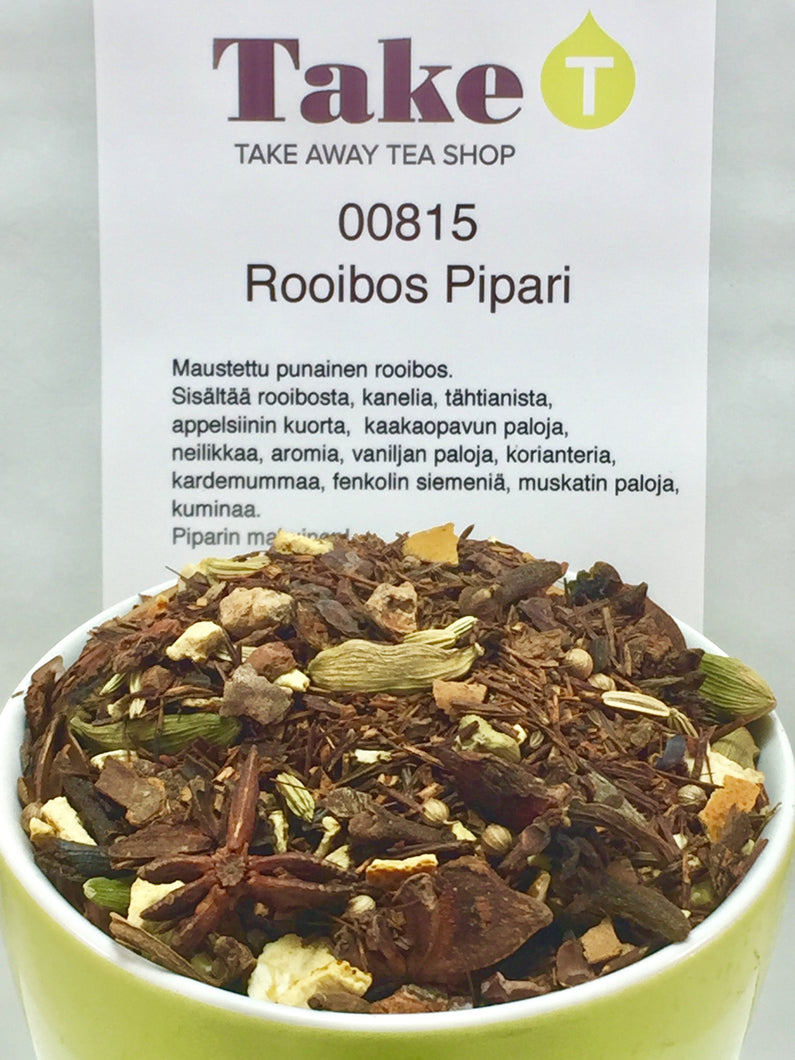 Take T
TAKE AWAY TEA SHOP
00815
Rooibos Pipari
Maustettu punainen rooibos.
Sisältää rooibosta, kanelia, tähtianista,
appelsiinin kuorta, kaakaopavun paloja,
neilikkaa, aromia, vaniljan paloja, korianteria,
kardemummaa, fenkolin siemeniä, muskatin paloja,
kuminaa.
Piparin